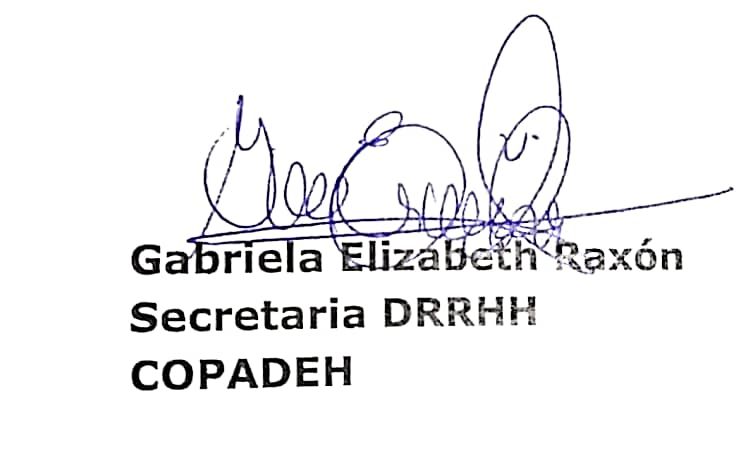 Gabriela Elizabeth Raxón
Secretaria DRRHH
COPADEH